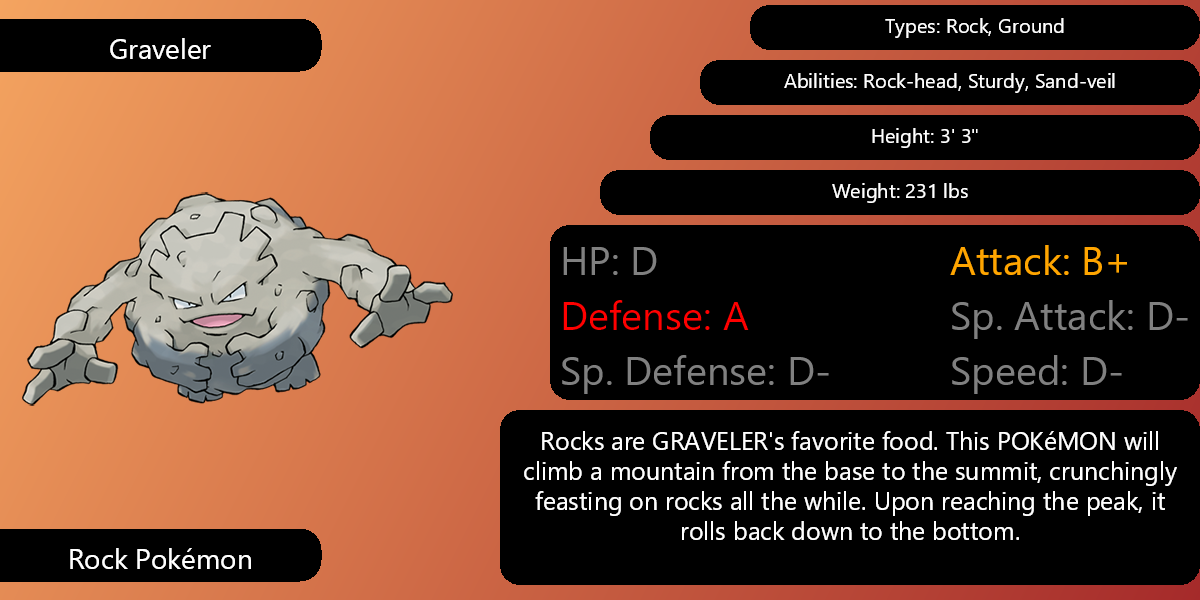 Graveler
Types: Rock, Ground
Abilities: Rock-head, Sturdy, Sand-veil
Height: 3' 3"
Weight: 231 lbs
HP: D
Attack: B+
Defense: A
Sp. Attack: D-
Sp. Defense: D-
Speed: D-
Rocks are GRAVELER's favorite food. This POKéMON will
climb a mountain from the base to the summit, crunchingly
feasting on rocks all the while. Upon reaching the peak, it
rolls back down to the bottom.
Rock Pokémon